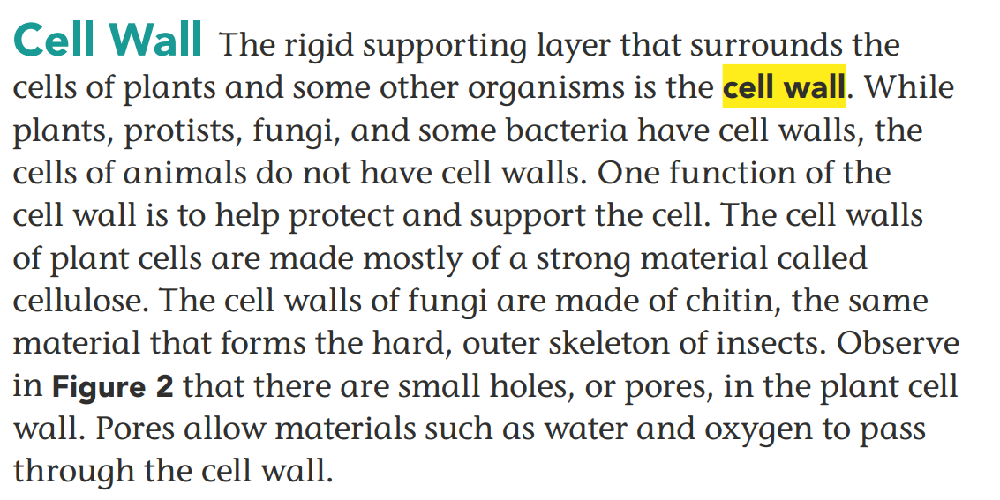 Cell Wall The rigid supporting layer that surrounds the
cells of plants and some other organisms is the cell wall. While
plants, protists, fungi, and some bacteria have cell walls, the
cells of animals do not have cell walls. One function of the
cell wall is to help protect and support the cell. The cell walls
of plant cells are made mostly of a strong material called
cellulose. The cell walls of fungi are made of chitin, the same
material that forms the hard, outer skeleton of insects. Observe
in Figure 2 that there are small holes, or pores, in the plant cell
wall. Pores allow materials such as water and oxygen to pass
through the cell wall.